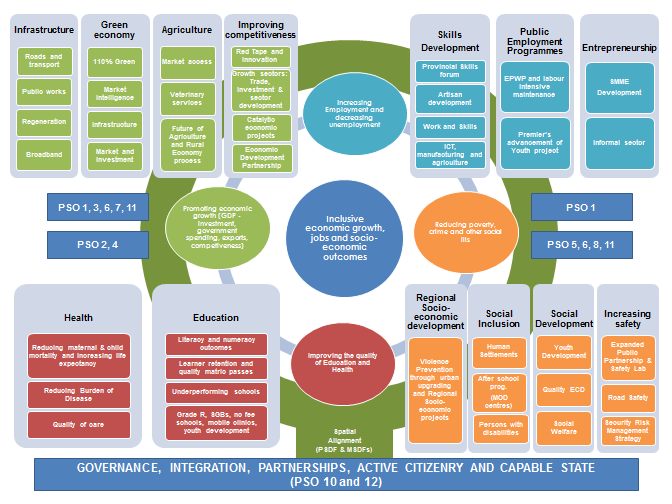 Infrastructure
Roads and
transport
Public works
Regeneration
Broadband
Green
economy
110% Green
Market
Intelligence
Infrastructure
Market and
Investment
Agriculture
Market access
Veterinary
services
Future of
Agriculture
and Rural
Economy
process
Improving
competitiveness
Red Tape and
Innovation
Growth sectors:
Trade,
Investment &
sector
development
Catalytic
economic
projects
Economic
Development
Partnership
Increasing
Employment and
decreasing
unemployment
Skills
Development
Provincial Skills
forum
Artisan
development
Work and Skills
ICT,
manufacturing and
agriculture
Public
Employment
Programmes
EPWP and labour
intensive
maintenance
Premier's
advancement of
Youth project
Entrepreneurship
SMME
Development
Informal sector
PSO 1, 3, 6, 7, 11
PSO 2, 4
Promoting economic
growth (GDP -
Investment,
government
spending, exports,
competiveness)
Inclusive
economic growth,
jobs and socio-
economic
outcomes
Reducing poverty,
crime and other social
ills
PSO 1
PSO 5, 6, 8, 11
Health
Reducing maternal & child
mortality and increasing life
expectancy
Reducing Burden of
Disease
Quality of care
Education
Literacy and numeracy
outcomes
Learner retention and
quality matric passes
Underperforming schools
Grade R, SGBs, no fee
schools, mobile clinics,
youth development
Improving the quality
of Education and
Health
Spatial
Alignment
(PSDF & MSDFs)
Regional
Socio-
economic
development
Violence
Prevention
through urban
upgrading
and Regional
Socio-
economic
projects
Social
Inclusion
Human
Settlements
After school
prog.
(MOD
centres)
Persons with
disabilities
Social
Development
Youth
Development
Quality ECD
Social
Welfare
Increasing
safety
Expanded
Public
Partnership &
Safety Lab
Road Safety
Security Risk
Management
Strategy
GOVERNANCE, INTEGRATION, PARTNERSHIPS, ACTIVE CITIZENRY AND CAPABLE STATE
(PSO 10 and 12)